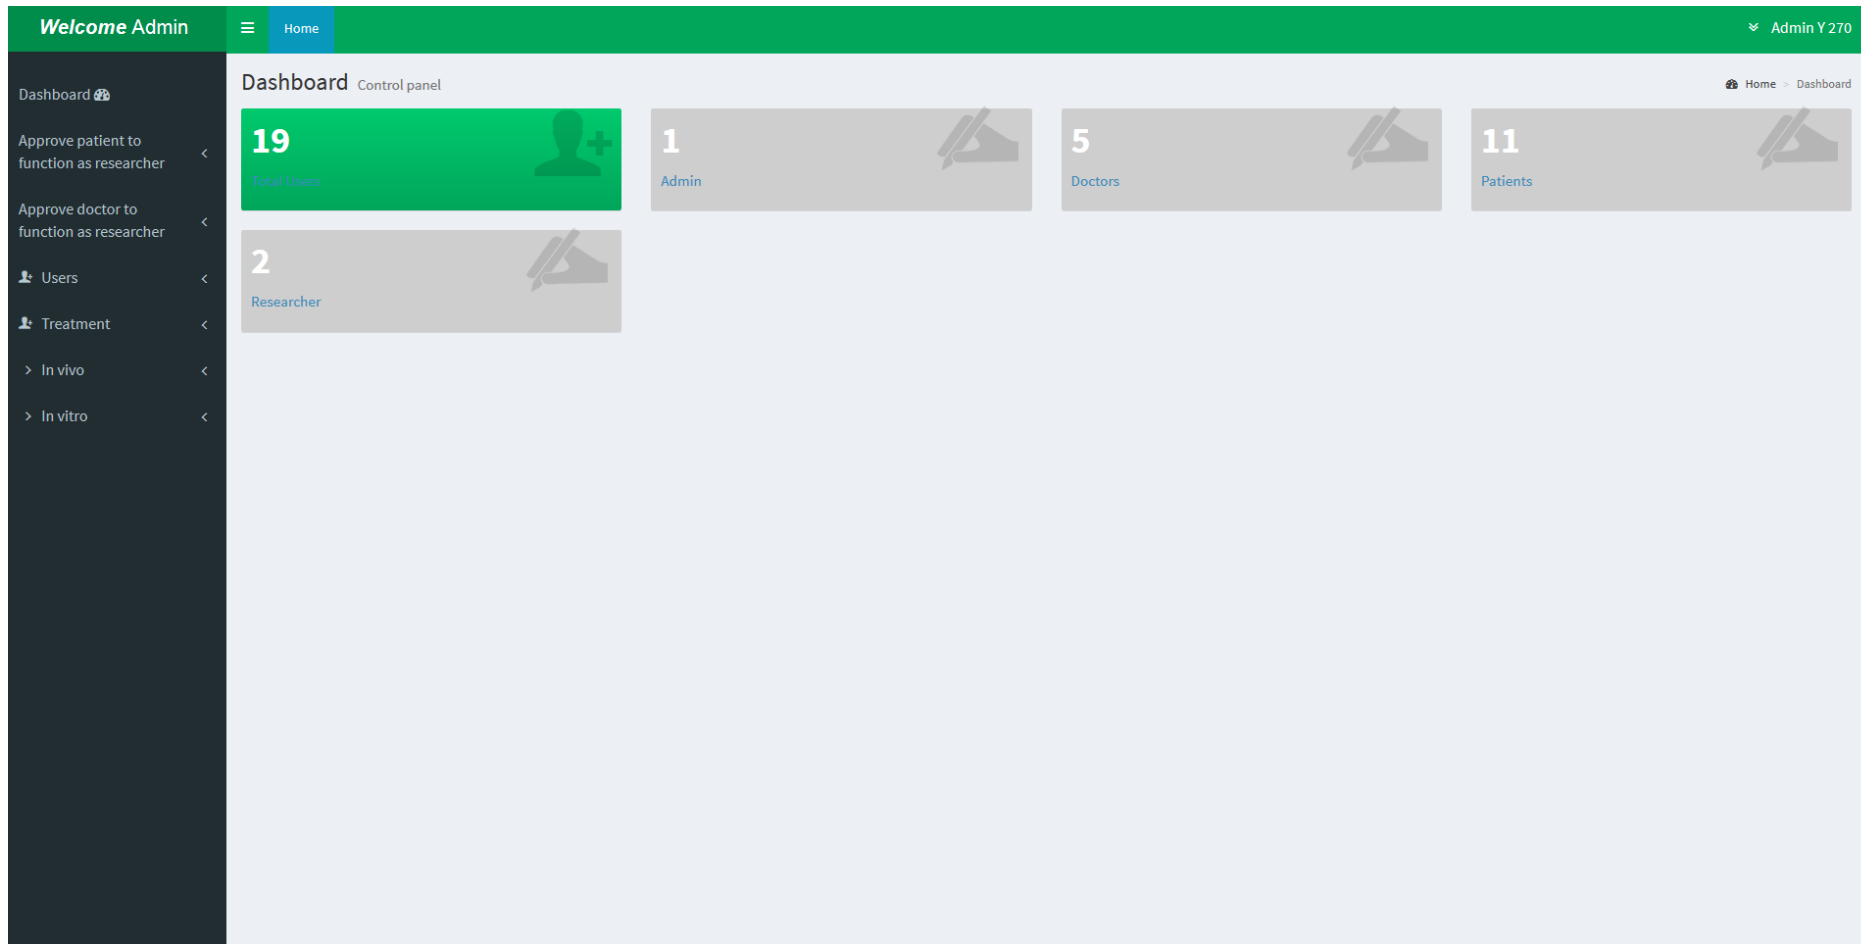 Welcome Admin
Home
Admin Y 270
Dashboard
Approve patient to
function as researcher
Approve doctor to
function as researcher
Users
Treatment
In vivo
In vitro
Dashboard Control panel
Home > Dashboard
19
Total Users
1
Admin
5
Doctors
11
Patients
2
Researcher